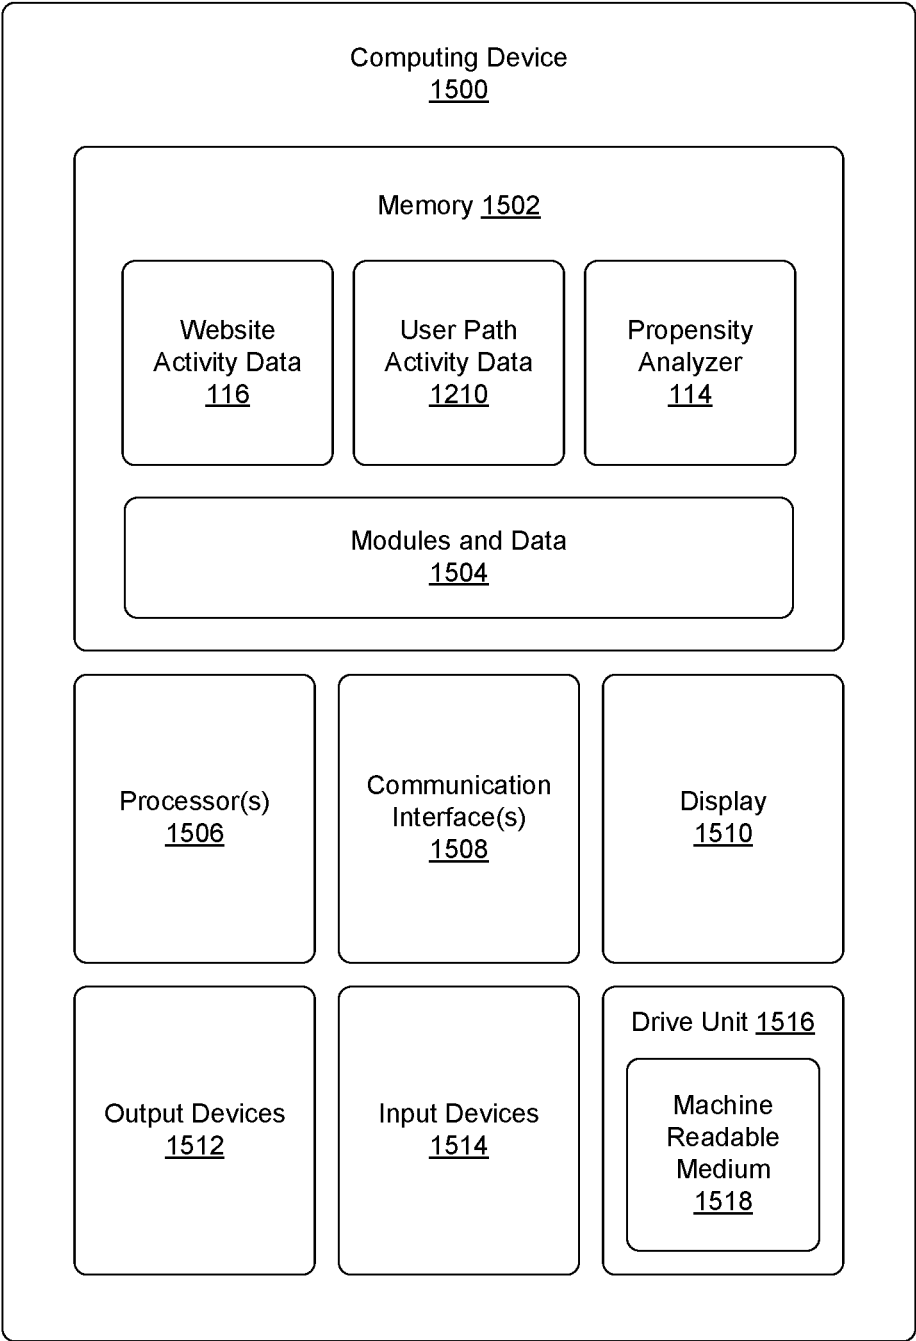 Computing Device
1500
Memory 1502
Website
Activity Data
116
User Path
Activity Data
1210
Propensity
Analyzer
114
Modules and Data
1504
Processor(s)
1506
Communication
Interface(s)
1508
Display
1510
Output Devices
1512
Input Devices
1514
Drive Unit 1516
Machine
Readable
Medium
1518